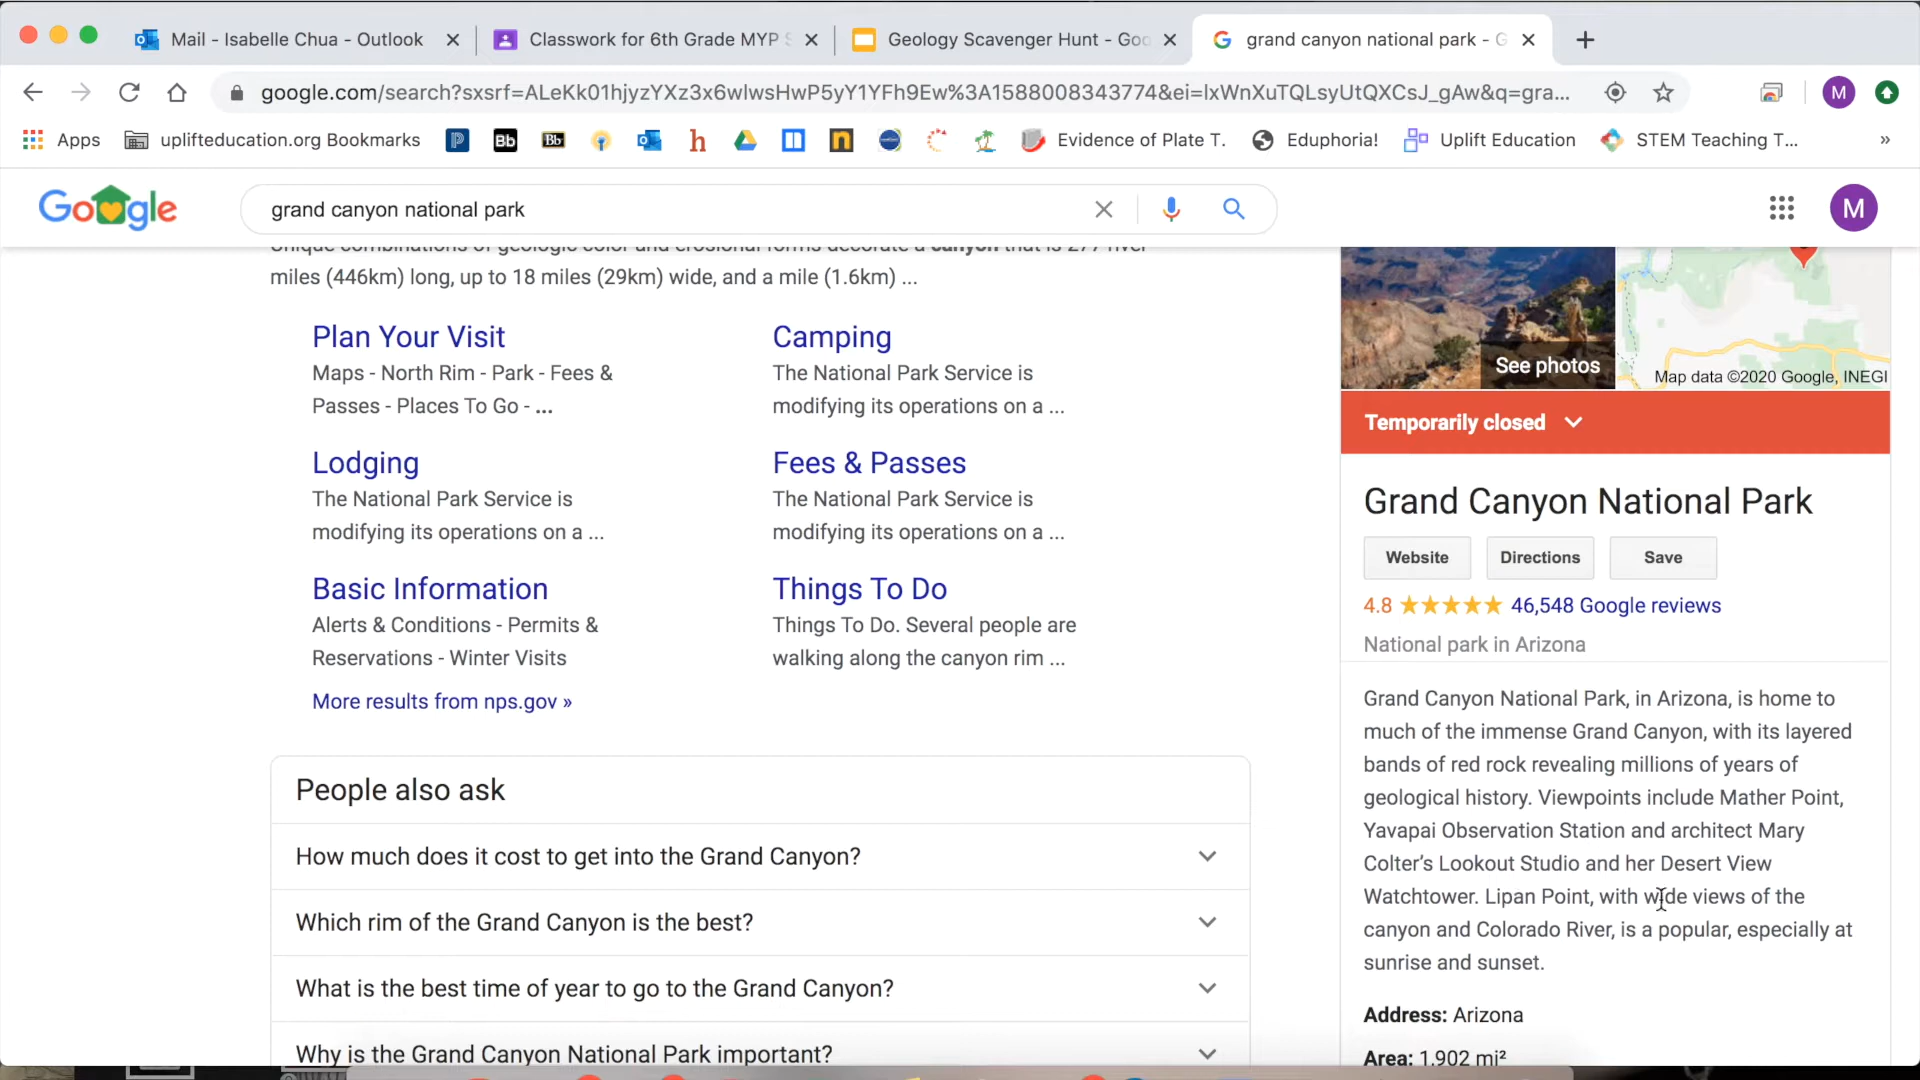 Mail - Isabelle Chua - Outlook
Classwork for 6th Grade MYP S
Geology Scavenger Hunt - Goo
grand canyon national park - G
google.com/search?sxsrf=ALeKk01hjyzYXz3x6wlwsHwP5yY1YFh9Ew%3A1588008343774&ei=lxWnXuTQLsyUtQXCsJ_gAw&q=gra...
M
Apps
uplifteducation.org Bookmarks
Bb
Bb
h
Evidence of Plate T.
Eduphoria!
Uplift Education
STEM Teaching T...
»
Google
grand canyon national park
M
Unique combinations of geologic color and erosional forms decorate a canyon that is 277 river
miles (446km) long, up to 18 miles (29km) wide, and a mile (1.6km) ...
Plan Your Visit
Maps - North Rim - Park - Fees &
Passes - Places To Go - ...
Camping
The National Park Service is
modifying its operations on a ...
Lodging
The National Park Service is
modifying its operations on a ...
Fees & Passes
The National Park Service is
modifying its operations on a ...
Basic Information
Alerts & Conditions - Permits &
Reservations - Winter Visits
Things To Do
Things To Do. Several people are
walking along the canyon rim ...
More results from nps.gov »
People also ask
How much does it cost to get into the Grand Canyon?
Which rim of the Grand Canyon is the best?
What is the best time of year to go to the Grand Canyon?
Why is the Grand Canyon National Park important?
See photos
Map data ©2020 Google, INEGI
Temporarily closed
Grand Canyon National Park
Website
Directions
Save
4.8 46,548 Google reviews
National park in Arizona
Grand Canyon National Park, in Arizona, is home to
much of the immense Grand Canyon, with its layered
bands of red rock revealing millions of years of
geological history. Viewpoints include Mather Point,
Yavapai Observation Station and architect Mary
Colter's Lookout Studio and her Desert View
Watchtower. Lipan Point, with wide views of the
canyon and Colorado River, is a popular, especially at
sunrise and sunset.
Address: Arizona
Area: 1,902 mi²